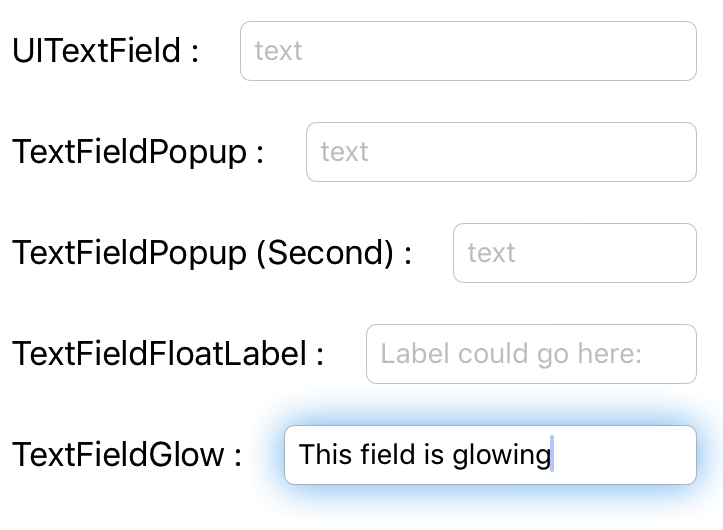 UITextField : text
TextFieldPopup : text
TextFieldPopup (Second) : text
TextFieldFloatLabel : Label could go here:
TextFieldGlow : This field is glowing